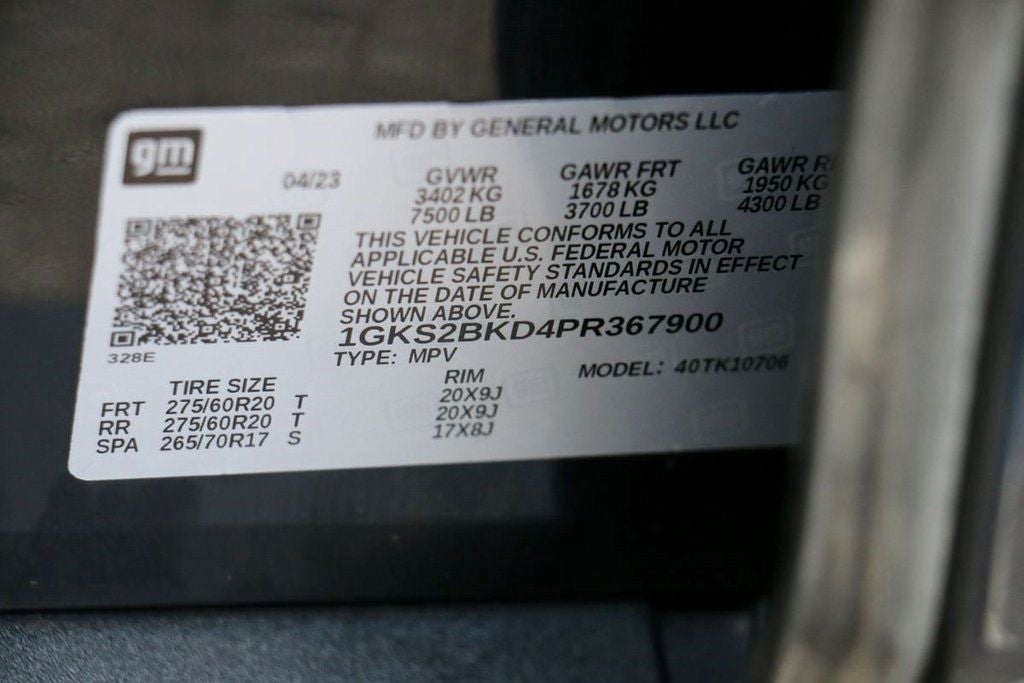 gm
MFD BY GENERAL MOTORS LLC
04/23
GVWR GAWR FRT GAWR
3402 KG 1678 KG 1950 KG
7500 LB 3700 LB 4300 LB
THIS VEHICLE CONFORMS TO ALL
APPLICABLE U.S. FEDERAL MOTOR
VEHICLE SAFETY STANDARDS IN EFFECT
ON THE DATE OF MANUFACTURE
SHOWN ABOVE.
1GKS2BKD4PR367900
328E
TYPE: MPV
MODEL: 40TK10706
TIRE SIZE RIM
FRT 275/60R20 T 20X9J
RR 275/60R20 T 20X9J
SPA 265/70R17 S 17X8J